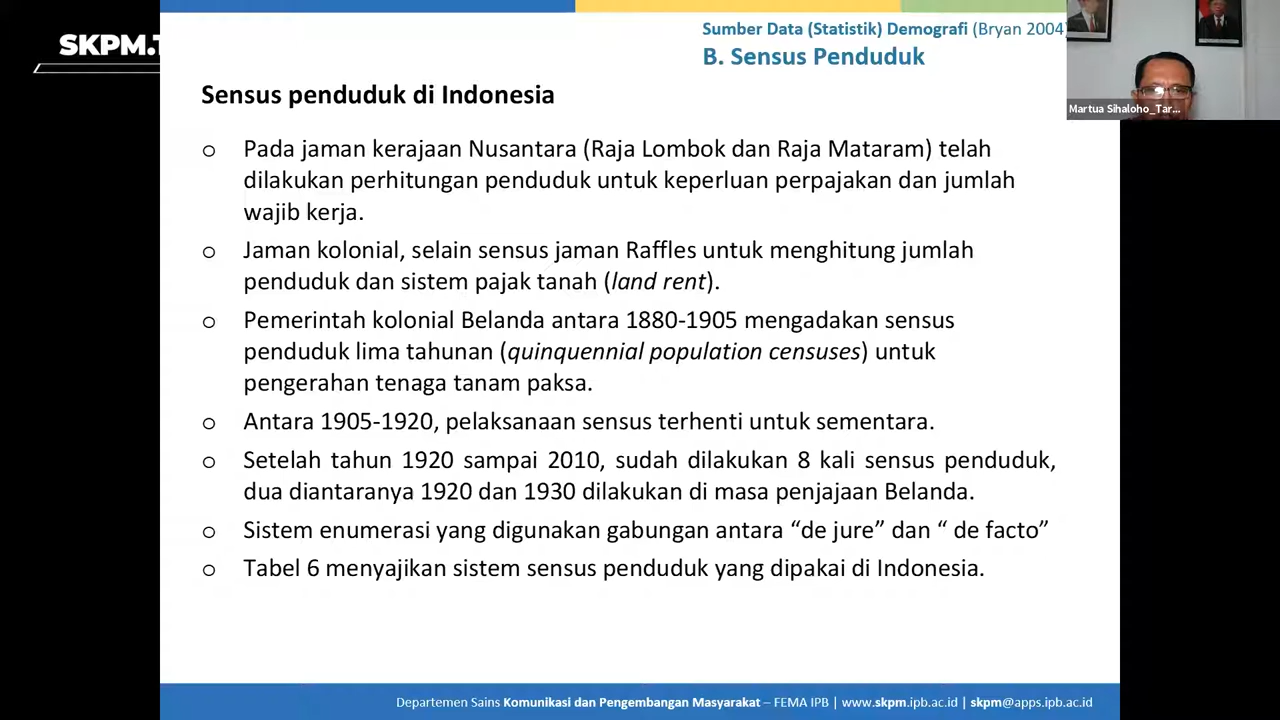 SKPM.T
Sumber Data (Statistik) Demografi (Bryan 2004)
B. Sensus Penduduk
Martua Sihaloho_Tar...
Sensus penduduk di Indonesia
o Pada jaman kerajaan Nusantara (Raja Lombok dan Raja Mataram) telah
dilakukan perhitungan penduduk untuk keperluan perpajakan dan jumlah
wajib kerja.
o Jaman kolonial, selain sensus jaman Raffles untuk menghitung jumlah
penduduk dan sistem pajak tanah (land rent).
o Pemerintah kolonial Belanda antara 1880-1905 mengadakan sensus
penduduk lima tahunan (quinquennial population censuses) untuk
pengerahan tenaga tanam paksa.
o Antara 1905-1920, pelaksanaan sensus terhenti untuk sementara.
o Setelah tahun 1920 sampai 2010, sudah dilakukan 8 kali sensus penduduk,
dua diantaranya 1920 dan 1930 dilakukan di masa penjajaan Belanda.
o Sistem enumerasi yang digunakan gabungan antara “de jure” dan “ de facto”
o Tabel 6 menyajikan sistem sensus penduduk yang dipakai di Indonesia.
Departemen Sains Komunikasi dan Pengembangan Masyarakat – FEMA IPB | www.skpm.ipb.ac.id | skpm@apps.ipb.ac.id